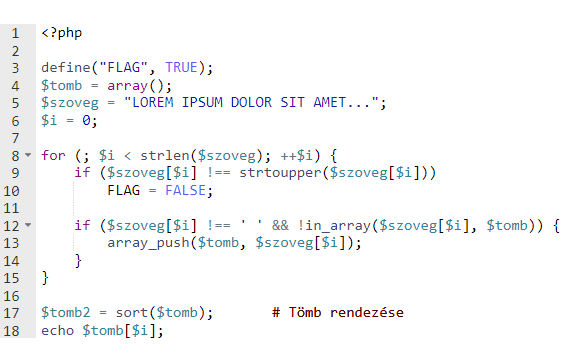 1 <?php
2
3 define("FLAG", TRUE);
4 $tomb = array();
5 $szoveg = "LOREM IPSUM DOLOR SIT AMET...";
6 $i = 0;
7
8 for (; $i < strlen($szoveg); ++$i) {
9     if ($szoveg[$i] !== strtoupper($szoveg[$i]))
10         FLAG = FALSE;
11
12     if ($szoveg[$i] !== ' ' && !in_array($szoveg[$i], $tomb)) {
13         array_push($tomb, $szoveg[$i]);
14     }
15 }
16
17 $tomb2 = sort($tomb);       # Tömb rendezése
18 echo $tomb[$i];